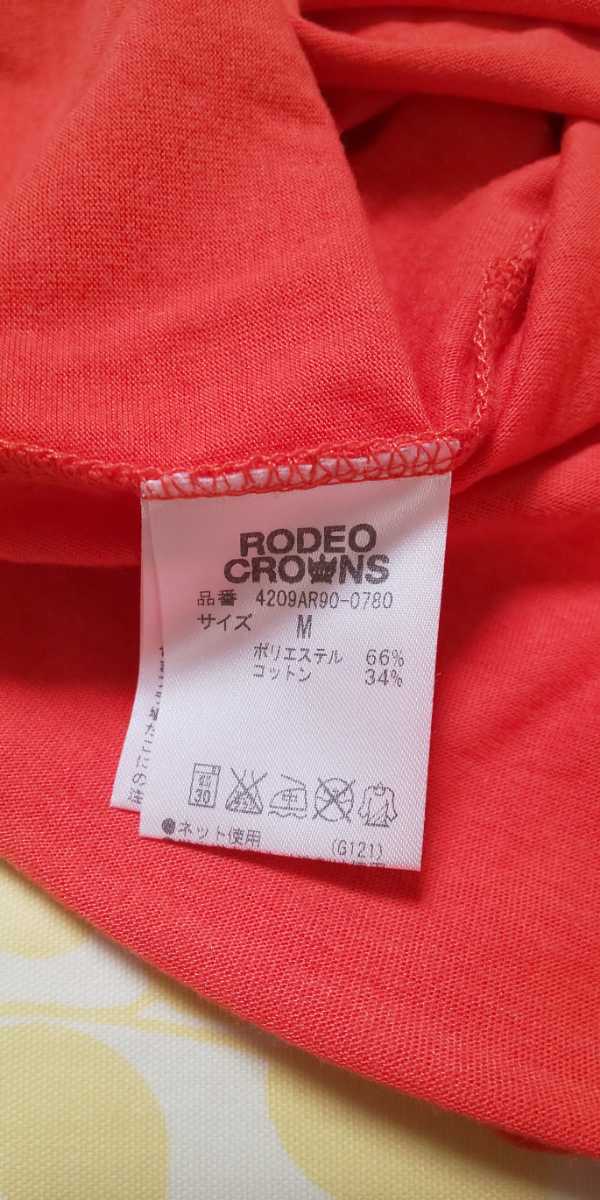 RODEO
CROWNS
品番 4209AR90-0780
サイズ M
ポリエステル 66%
コットン 34%
30
●ネット使用
(G121)